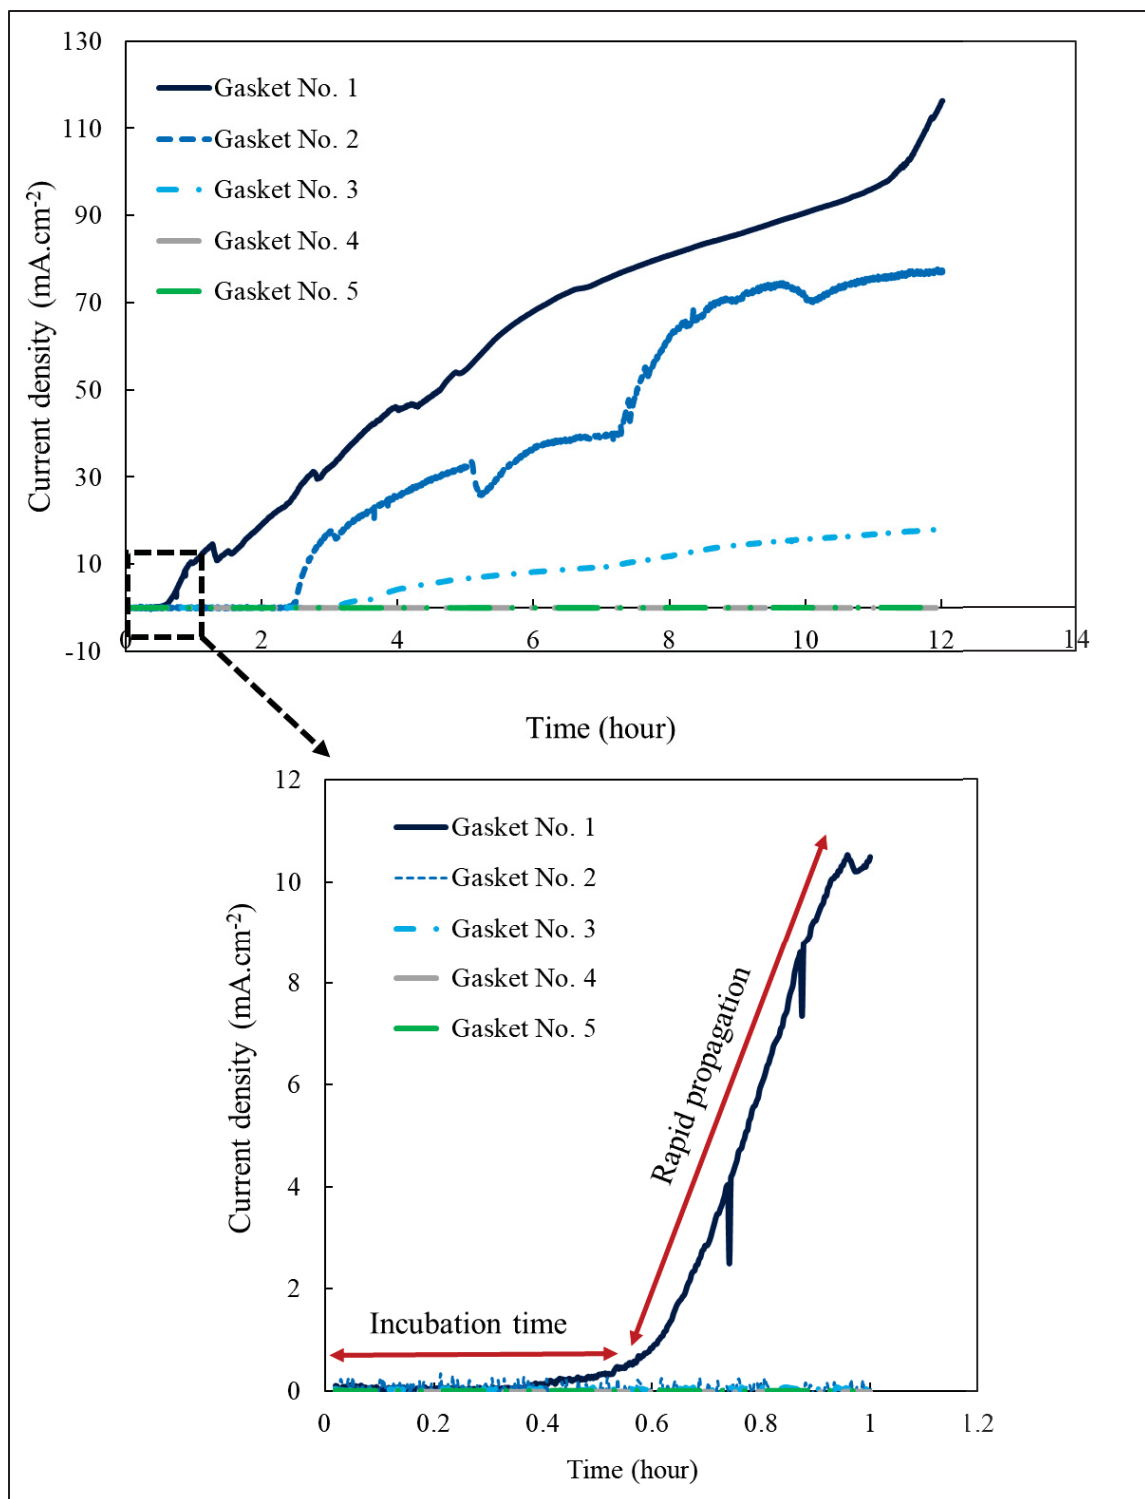 130
110
90
70
50
30
10
-10
Current density (mA.cm-2)
Gasket No. 1
Gasket No. 2
Gasket No. 3
Gasket No. 4
Gasket No. 5
0 2 4 6 8 10 12 14
Time (hour)
12
10
8
6
4
2
0
Current density (mA.cm-2)
Gasket No. 1
Gasket No. 2
Gasket No. 3
Gasket No. 4
Gasket No. 5
Rapid propagation
Incubation time
0 0.2 0.4 0.6 0.8 1 1.2
Time (hour)